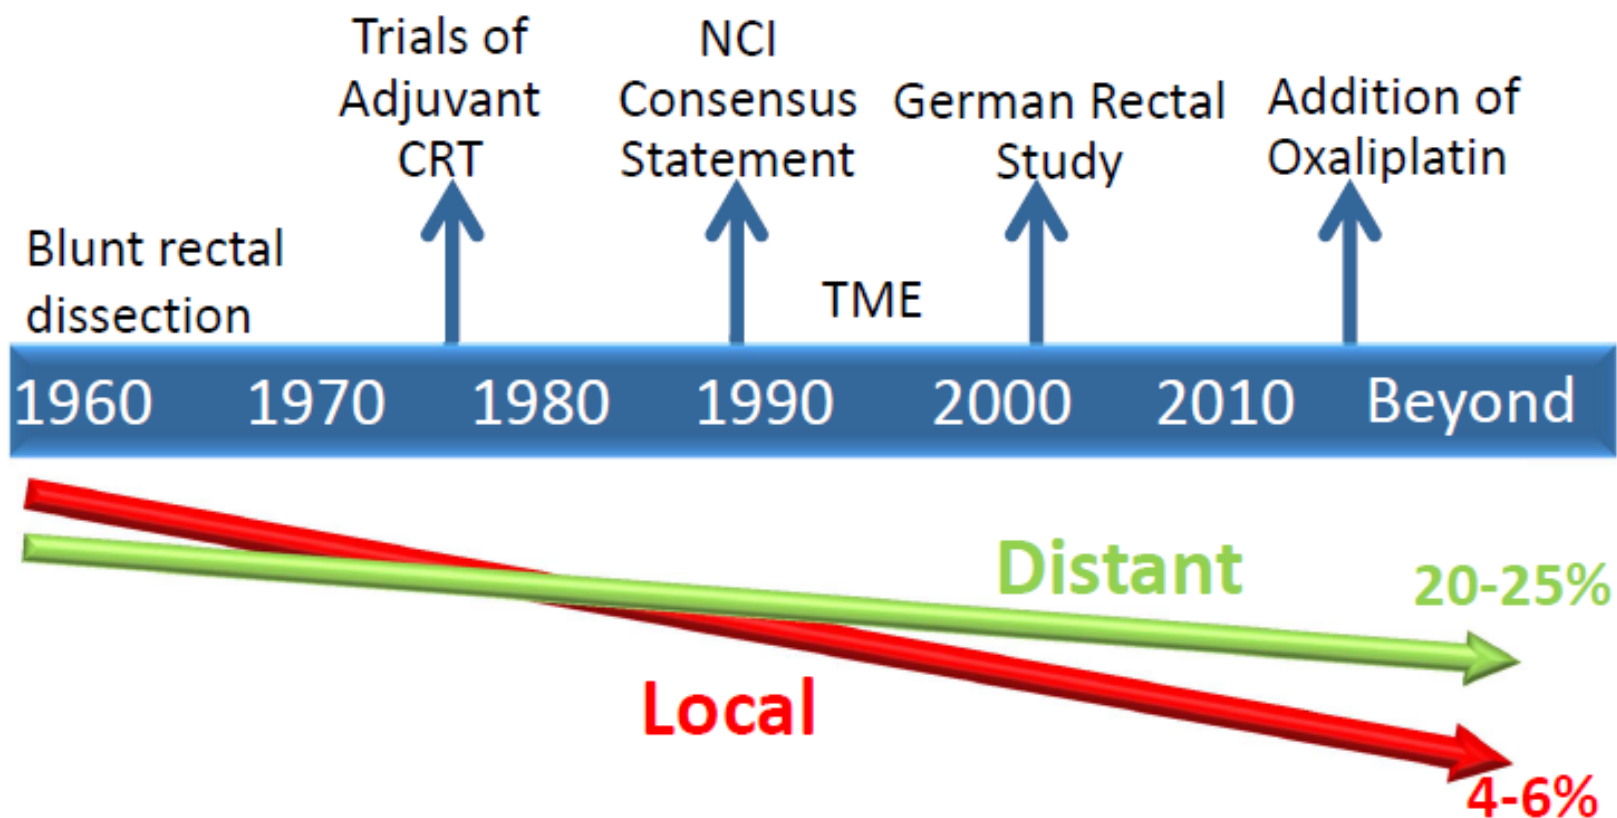 Trials of
Adjuvant
CRT
NCI
Consensus
Statement
German Rectal
Study
Addition of
Oxaliplatin
Blunt rectal
dissection
TME
1960 1970 1980 1990 2000 2010 Beyond
Distant
20-25%
Local
4-6%